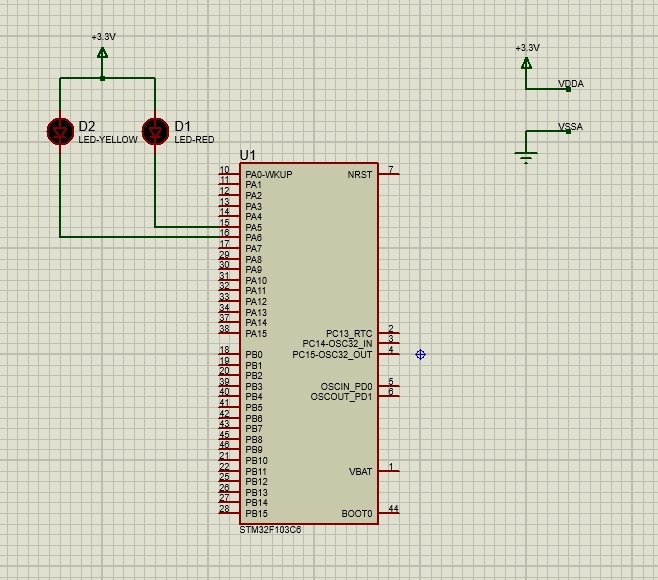 +3.3V
+3.3V
VDDA
D2
LED-YELLOW
D1
LED-RED
VSSA
U1
10 PA0-WKUP NRST 7
11 PA1
12 PA2
13 PA3
14 PA4
15 PA5
16 PA6
17 PA7
29 PA8
30 PA9
31 PA10
32 PA11
33 PA12
34 PA13
37 PA14
38 PA15 PC13_RTC 2
PC14-OSC32_IN 3
18 PB0 PC15-OSC32_OUT 4
19 PB1
20 PB2
39 PB3 OSCIN_PD0 5
40 PB4 OSCOUT_PD1 6
41 PB5
42 PB6
43 PB7
45 PB8
46 PB9
21 PB10
22 PB11 VBAT 1
25 PB12
26 PB13
27 PB14
28 PB15 BOOT0 44
STM32F103C6